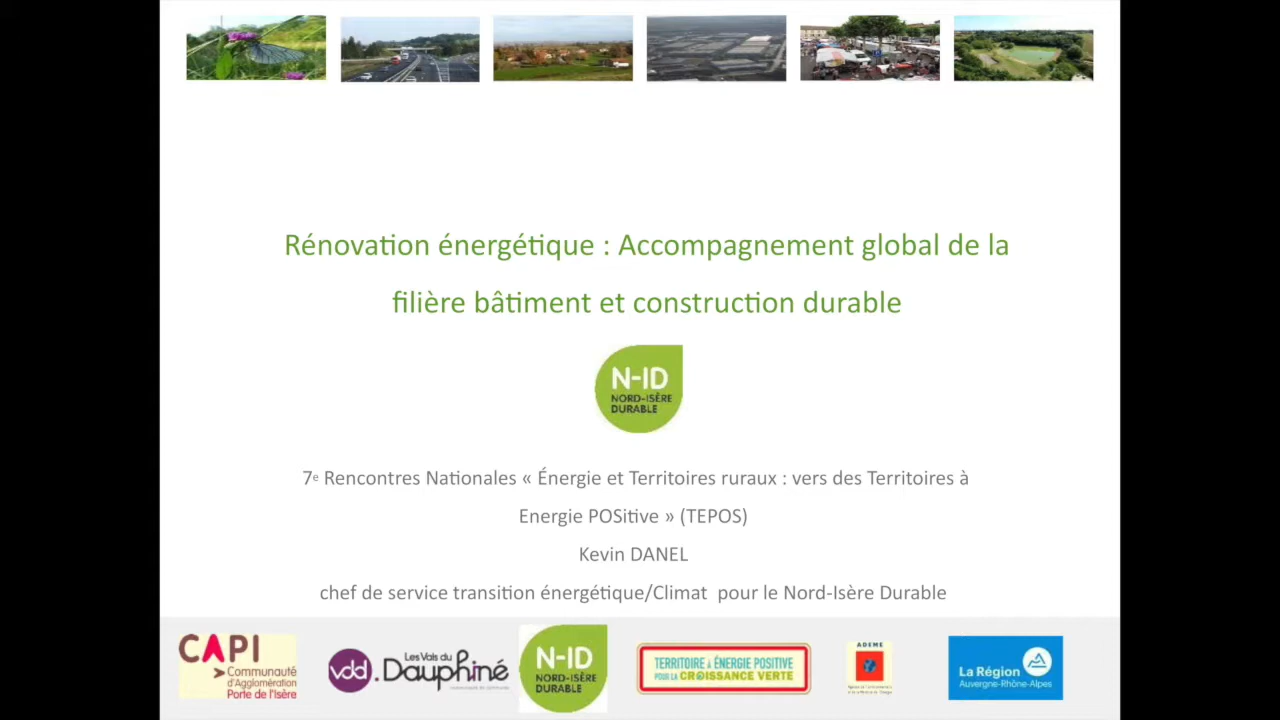 Rénovation énergétique : Accompagnement global de la
filière bâtiment et construction durable
N-ID
NORD-ISÈRE
DURABLE
7e Rencontres Nationales « Énergie et Territoires ruraux : vers des Territoires à
Energie POSitive » (TEPOS)
Kevin DANEL
chef de service transition énergétique/Climat pour le Nord-Isère Durable
CAPI
Communauté
d'Agglomération
Porte de l'Isère
vdd.
Les Vals du
Dauphiné
N-ID
NORD-ISÈRE
DURABLE
TERRITOIRE à ÉNERGIE POSITIVE
POUR LA CROISSANCE VERTE
ADEME
La Région
Auvergne-Rhône-Alpes